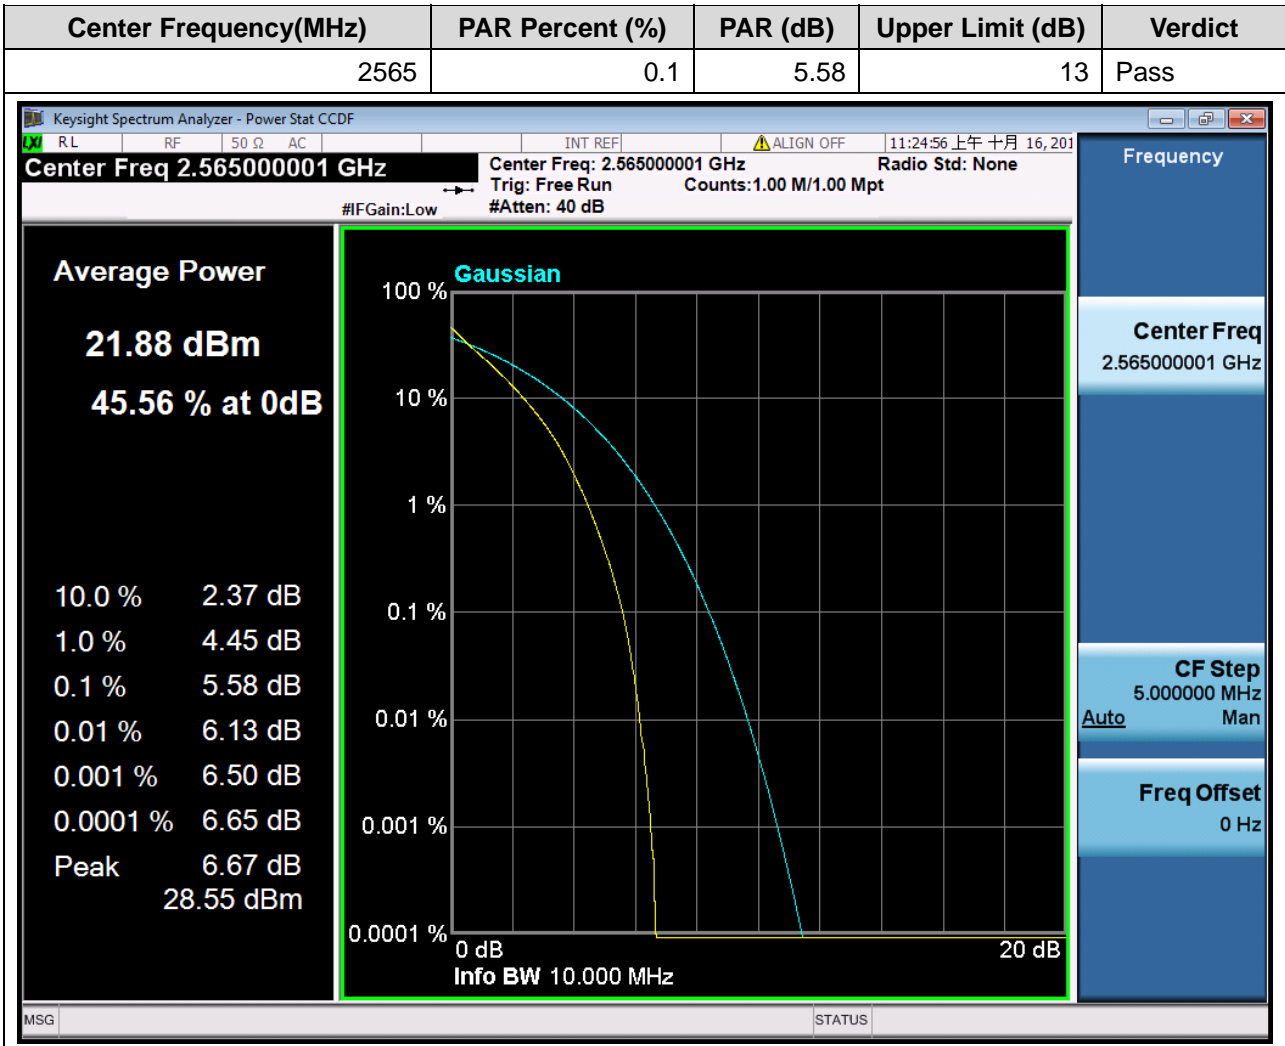 Center Frequency(MHz) PAR Percent (%) PAR (dB) Upper Limit (dB) Verdict
2565 0.1 5.58 13 Pass
Keysight Spectrum Analyzer - Power Stat CCDF
LXI RL RF 50 Ω AC INT REF ALIGN OFF 11:24:56 上午 十月 16, 201
Center Freq 2.565000001 GHz
Center Freq: 2.565000001 GHz Radio Std: None
Trig: Free Run Counts:1.00 M/1.00 Mpt
#IFGain:Low #Atten: 40 dB
Average Power
21.88 dBm
45.56 % at 0dB
10.0 % 2.37 dB
1.0 % 4.45 dB
0.1 % 5.58 dB
0.01 % 6.13 dB
0.001 % 6.50 dB
0.0001 % 6.65 dB
Peak 6.67 dB
28.55 dBm
Gaussian
100 %
10 %
1 %
0.1 %
0.01 %
0.001 %
0.0001 %
0 dB 20 dB
Info BW 10.000 MHz
Frequency
Center Freq
2.565000001 GHz
CF Step
5.000000 MHz
Auto Man
Freq Offset
0 Hz
MSG STATUS